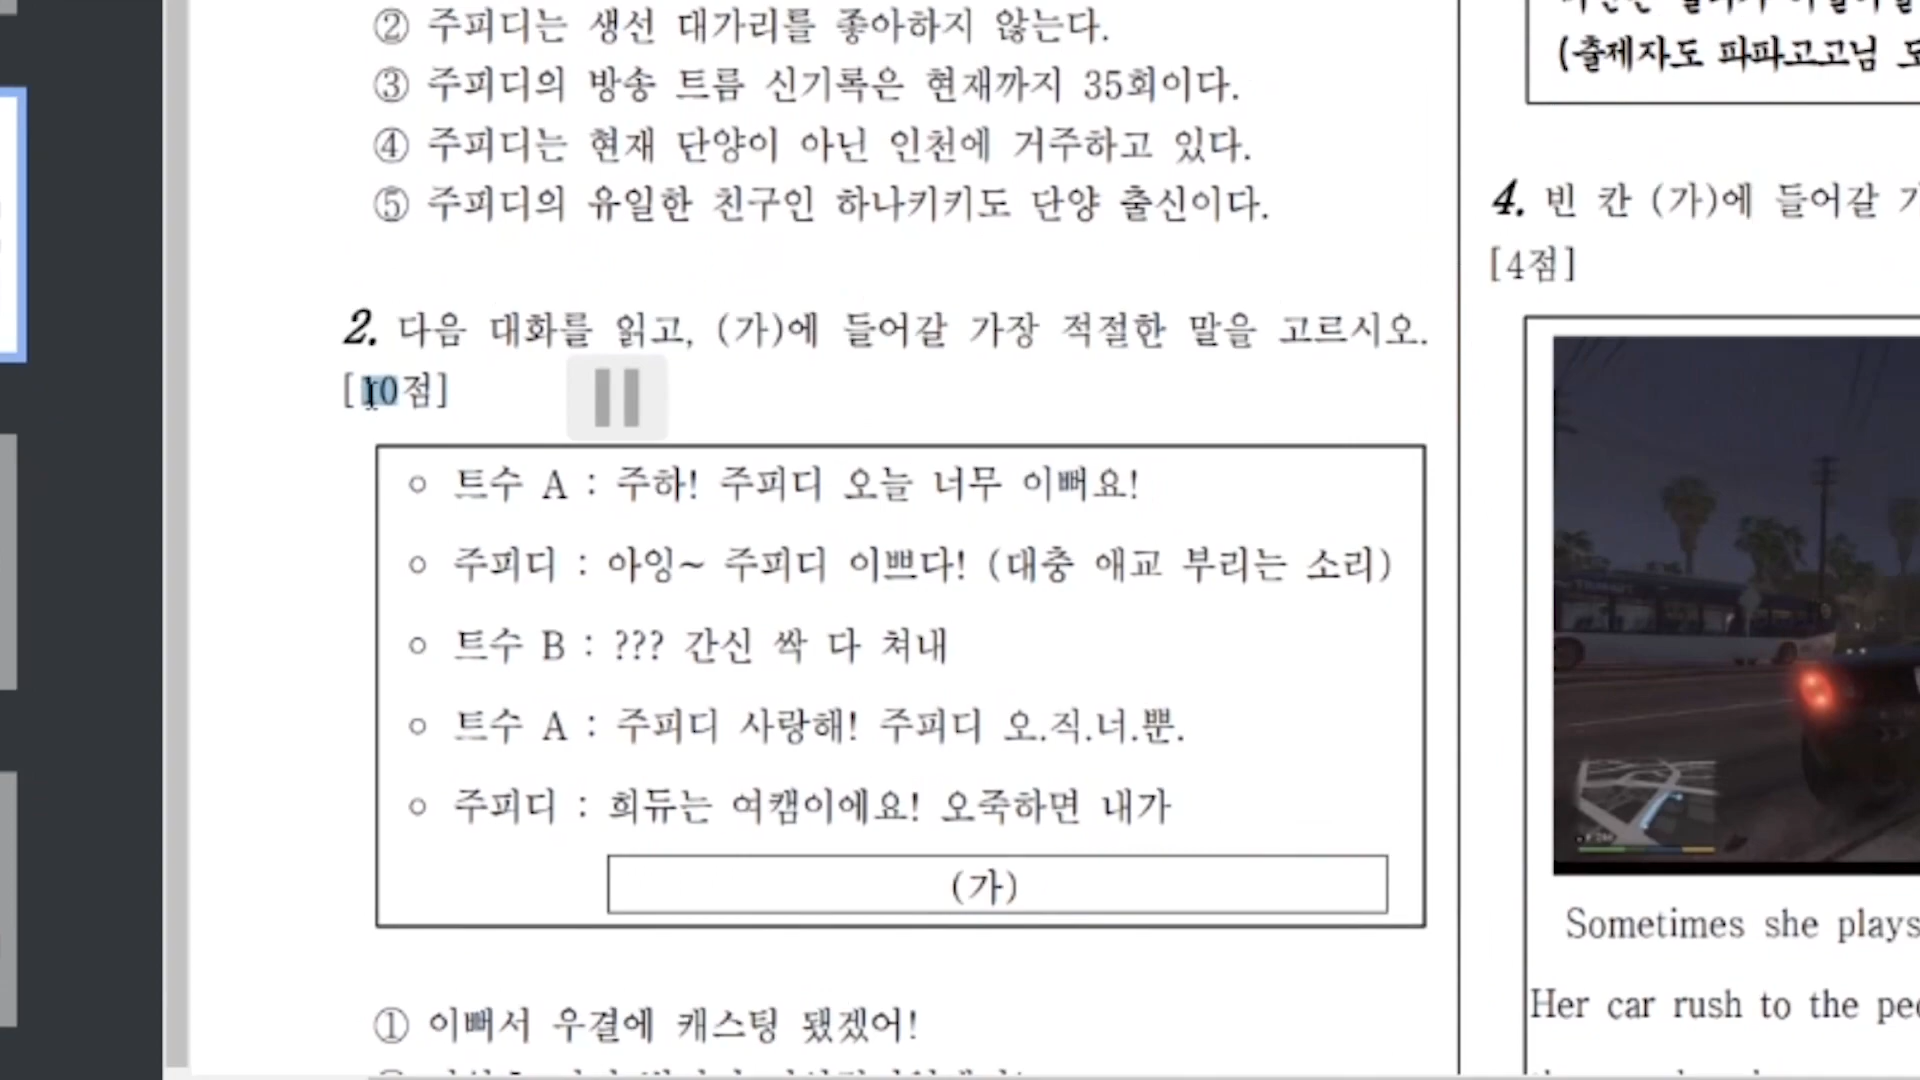 ② 주피디는 생선 대가리를 좋아하지 않는다.
③ 주피디의 방송 트름 신기록은 현재까지 35회이다.
④ 주피디는 현재 단양이 아닌 인천에 거주하고 있다.
⑤ 주피디의 유일한 친구인 하나키키도 단양 출신이다.
2. 다음 대화를 읽고, (가)에 들어갈 가장 적절한 말을 고르시오.
[10점]
○ 트수 A : 주하! 주피디 오늘 너무 이뻐요!
○ 주피디 : 아잉~ 주피디 이쁘다! (대충 애교 부리는 소리)
○ 트수 B : ??? 간신 싹 다 쳐내
○ 트수 A : 주피디 사랑해! 주피디 오.직.너.뿐.
○ 주피디 : 희듀는 여캠이에요! 오죽하면 내가
(가)
① 이뻐서 우결에 캐스팅 됐겠어!
(출제자도 파파고고님
4. 빈 칸 (가)에 들어갈
[4점]
Sometimes she plays
Her car rush to the